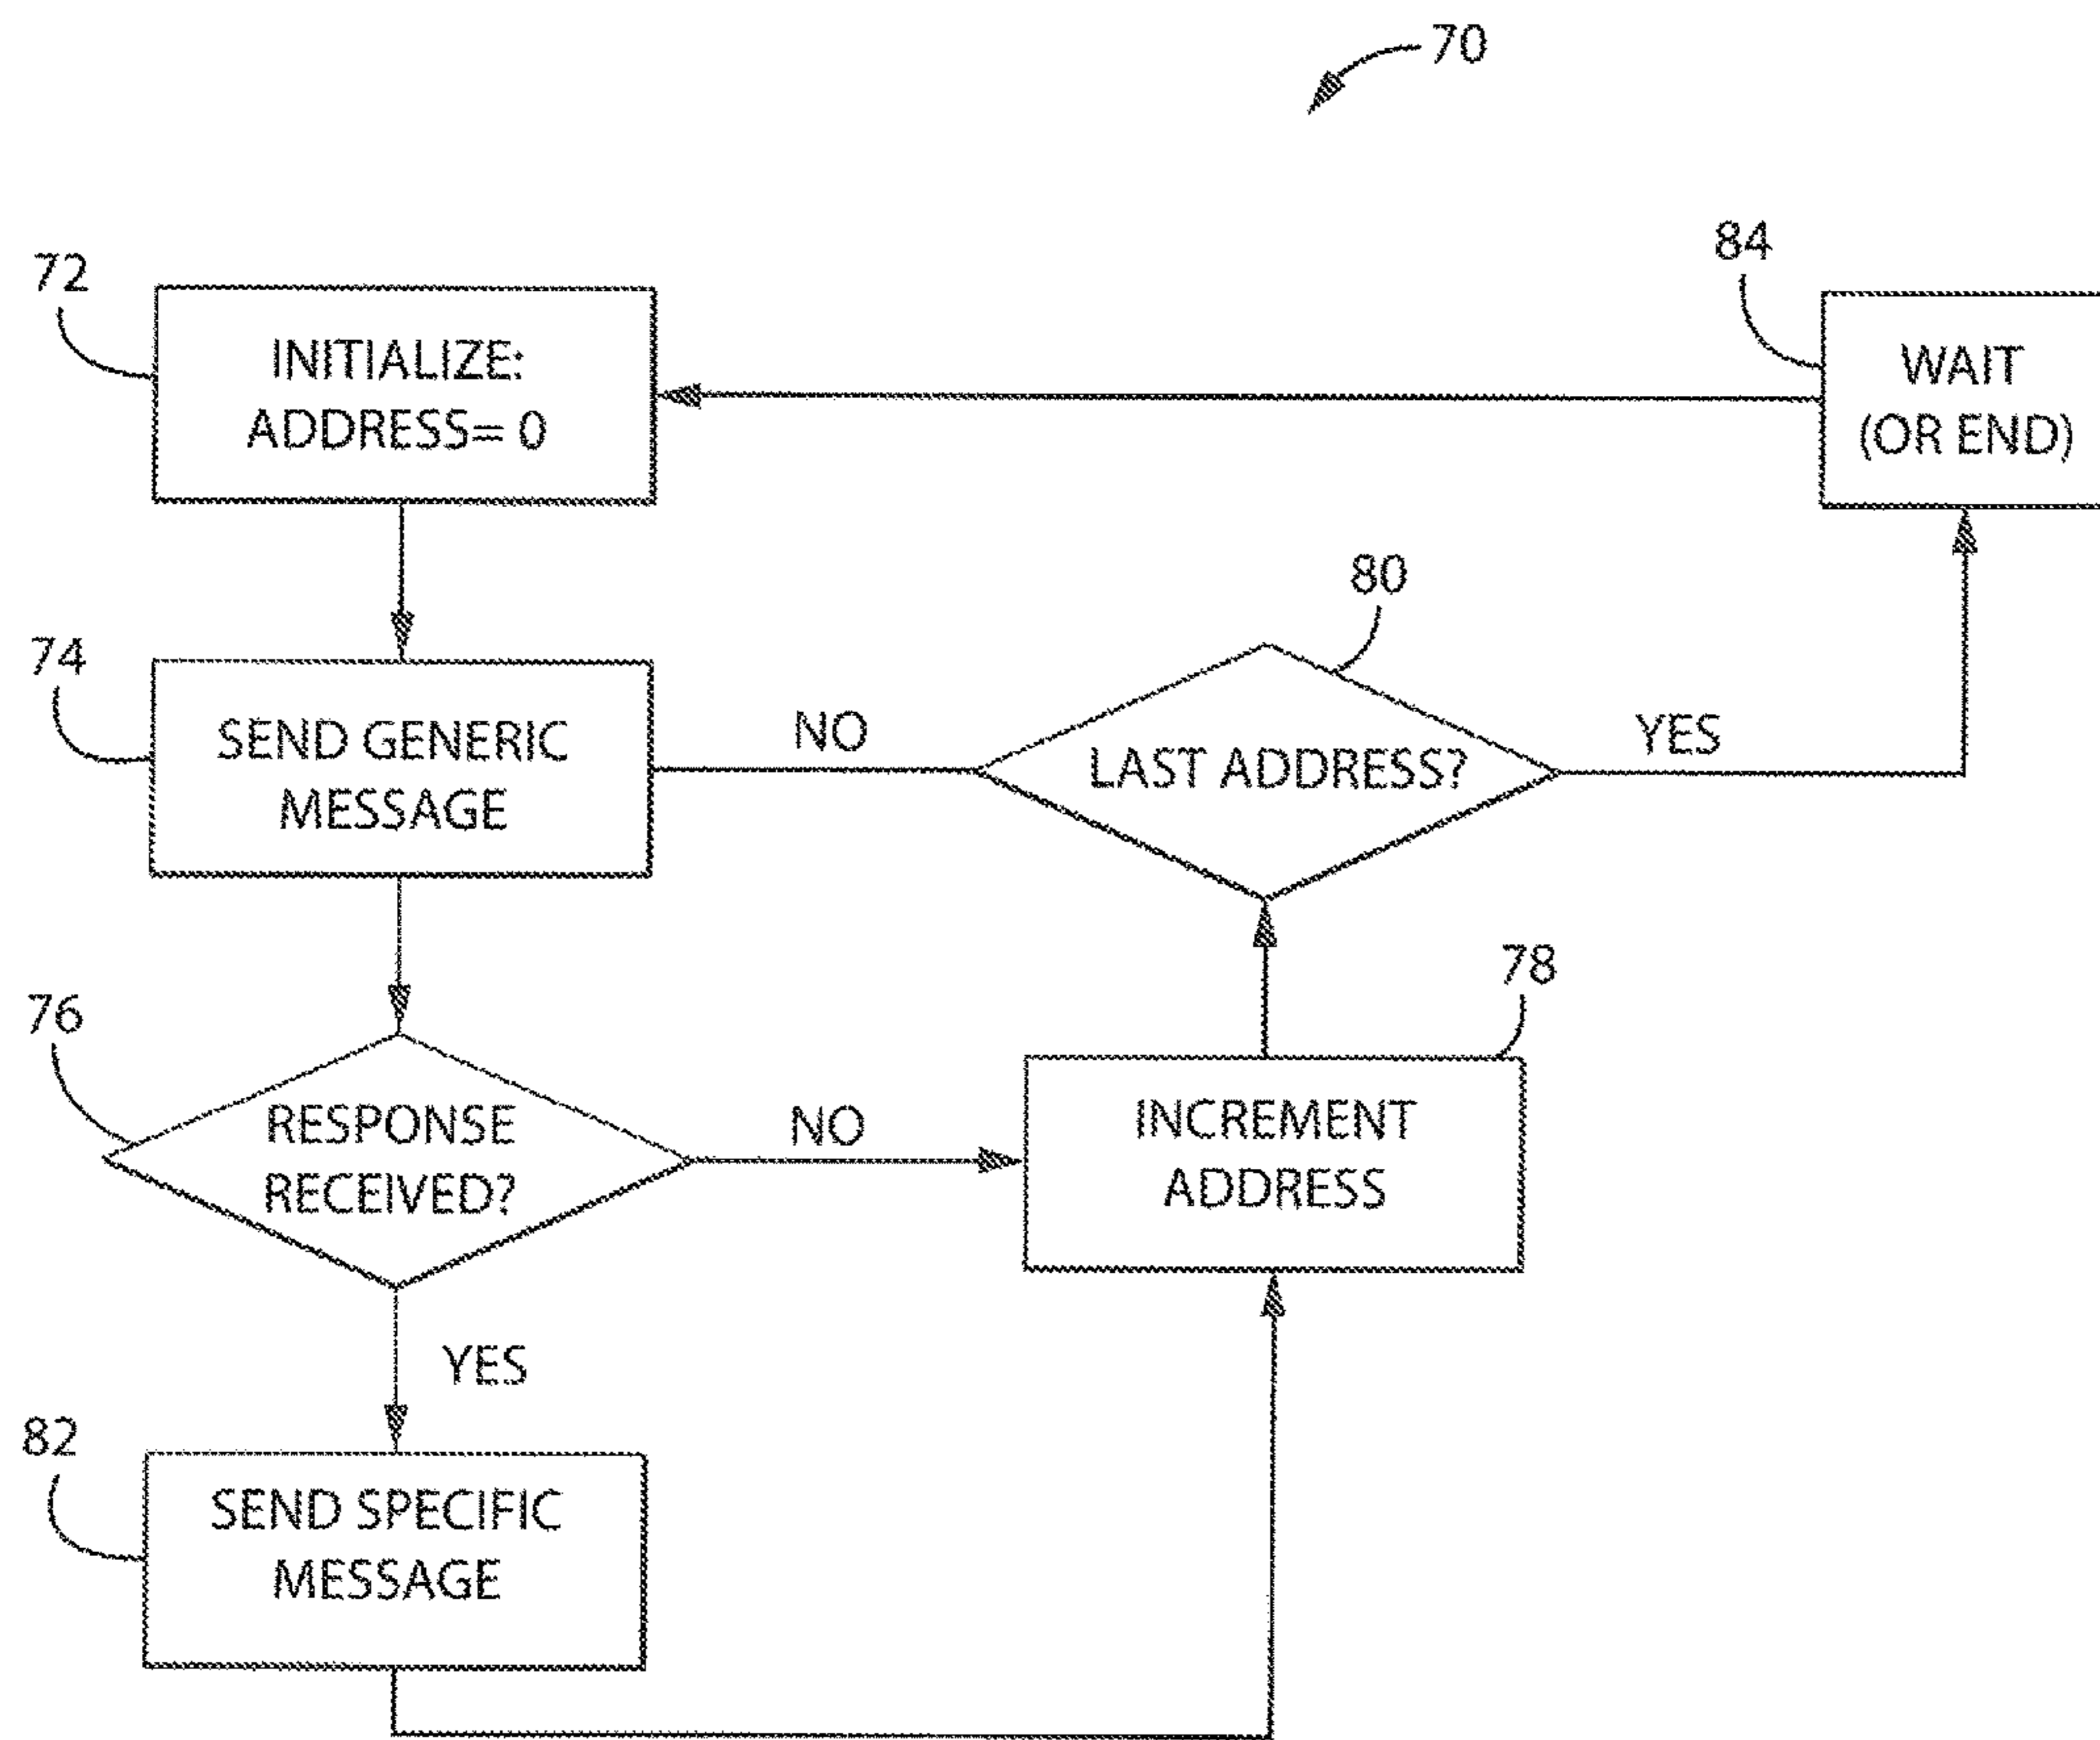 70
84
72
INITIALIZE:
ADDRESS= 0
WAIT
(OR END)
80
74
SEND GENERIC
MESSAGE
NO
LAST ADDRESS?
YES
78
76
RESPONSE
RECEIVED?
NO
INCREMENT
ADDRESS
YES
82
SEND SPECIFIC
MESSAGE